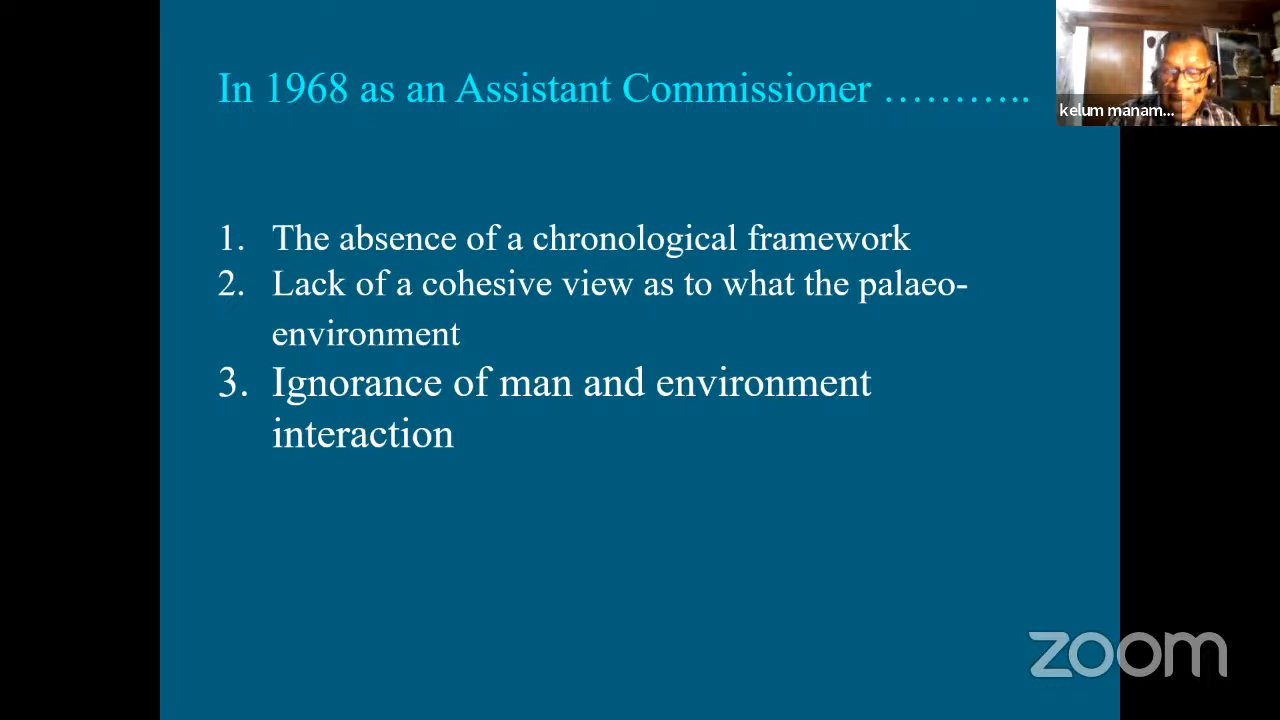 In 1968 as an Assistant Commissioner ………..
kelum manam...
1. The absence of a chronological framework
2. Lack of a cohesive view as to what the palaeo-
environment
3. Ignorance of man and environment
interaction
zoom